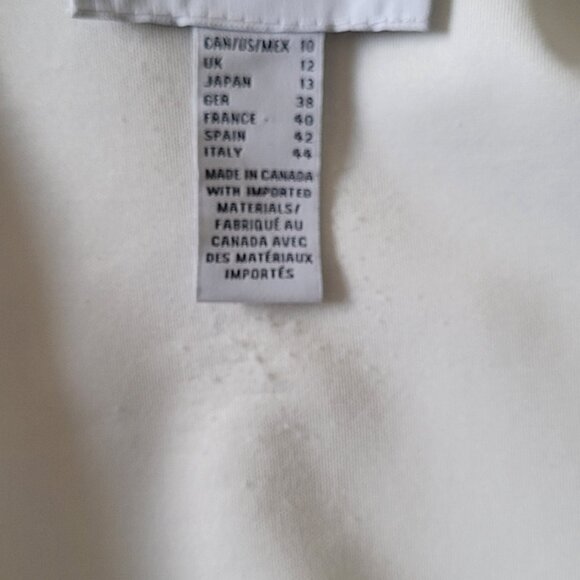 CAN/US/MEX 10
UK 12
JAPAN 13
GER 38
FRANCE 40
SPAIN 42
ITALY 44
MADE IN CANADA
WITH IMPORTED
MATERIALS/
FABRIQUÉ AU
CANADA AVEC
DES MATÉRIAUX
IMPORTÉS